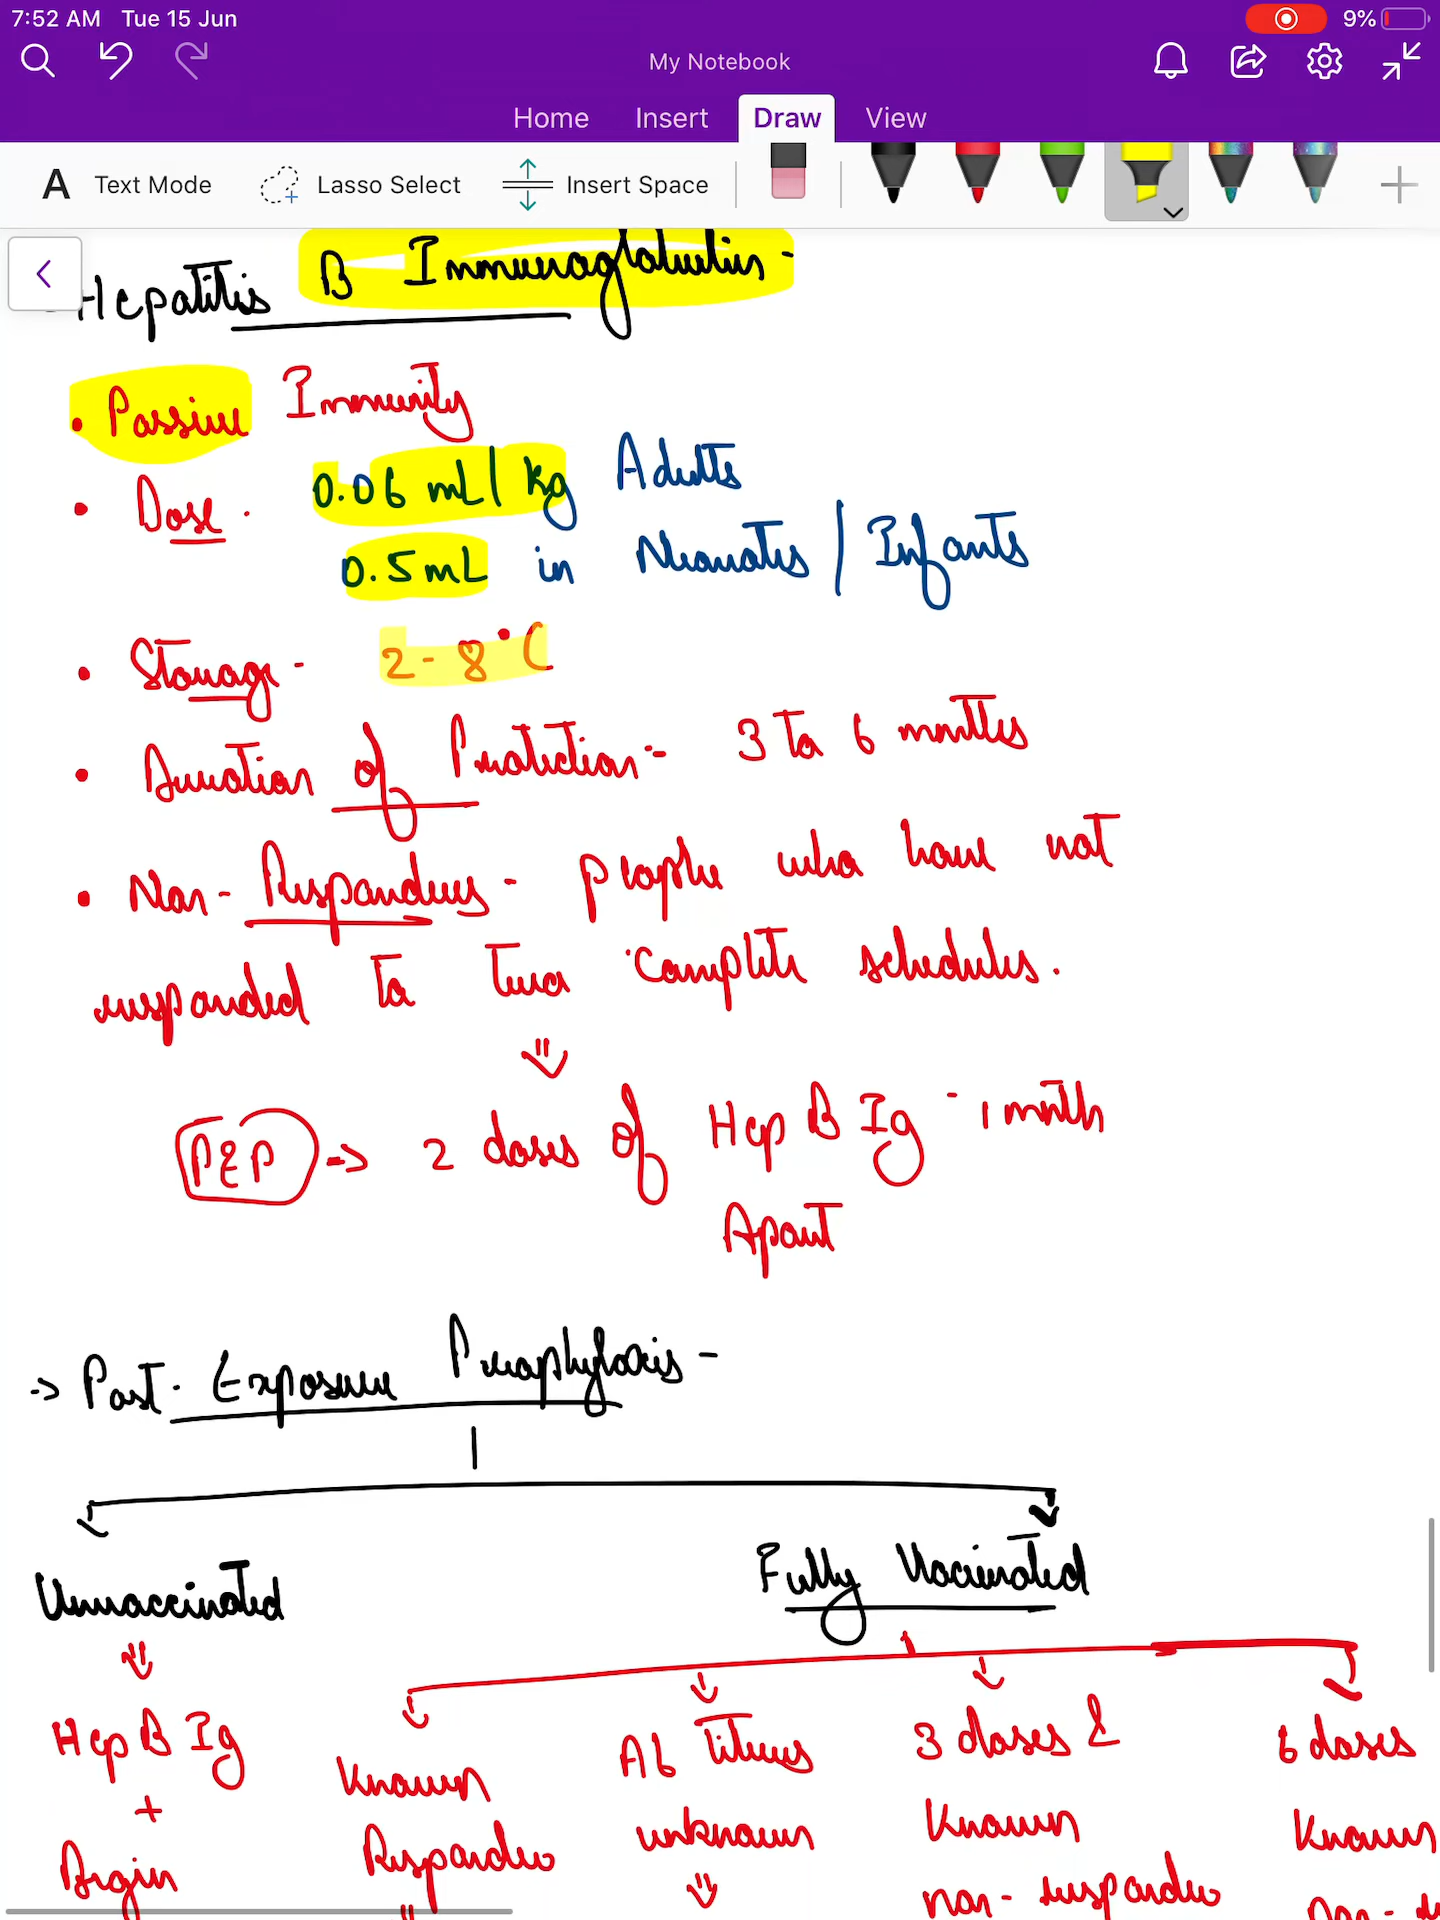 7:52 AM Tue 15 Jun
9%
My Notebook
Home Insert Draw View
A Text Mode Lasso Select Insert Space
Hepatitis B Immunoglobulin -
• Passive Immunity
• Dose. 0.06 mL/kg Adults
0.5mL in Neonates / Infants
• Storage - 2-8°C
• Duration of Protection - 3 to 6 months
• Non-Responders - people who have not
responded to two complete schedules.
⇓
PEP -> 2 doses of Hep B Ig - 1 month
Apart
-> Post-Exposure Prophylaxis -
Unvaccinated
Fully Vaccinated
⇓
Hep B Ig
+
Begin
Known
Responder
Ab titres
unknown
⇓
3 doses &
Known
non-responder
6 doses
Known